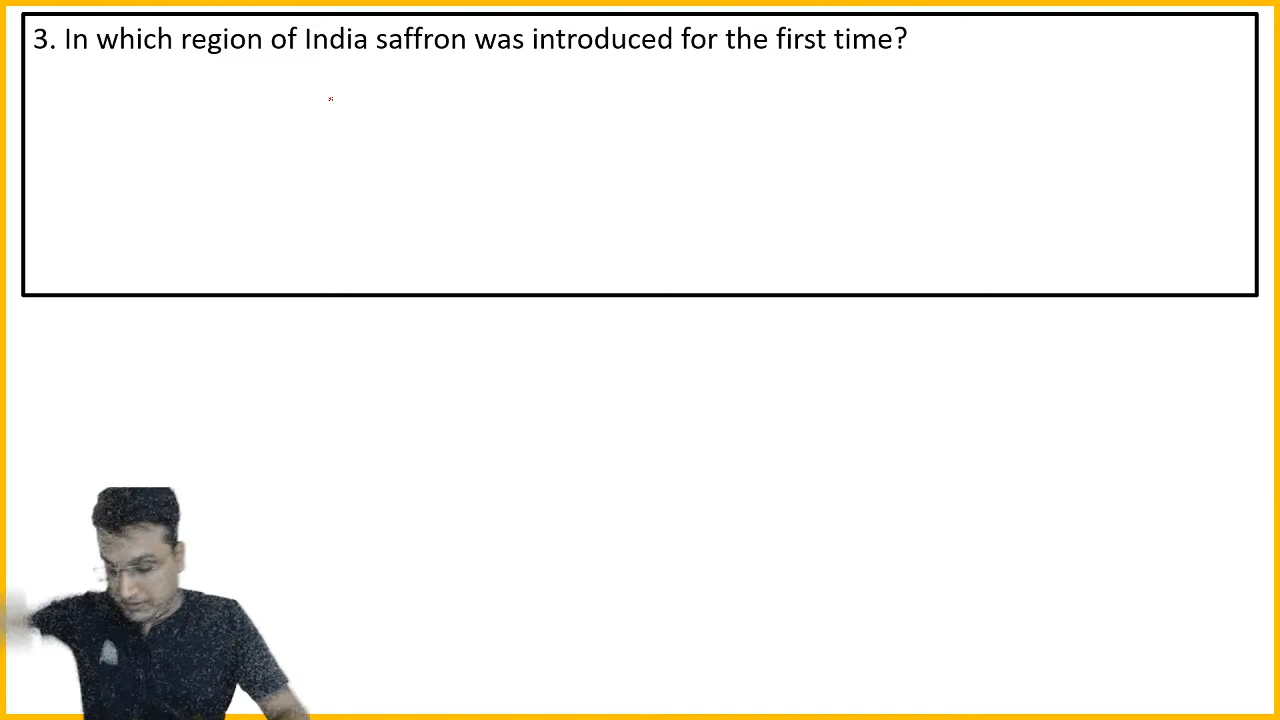 3. In which region of India saffron was introduced for the first time?